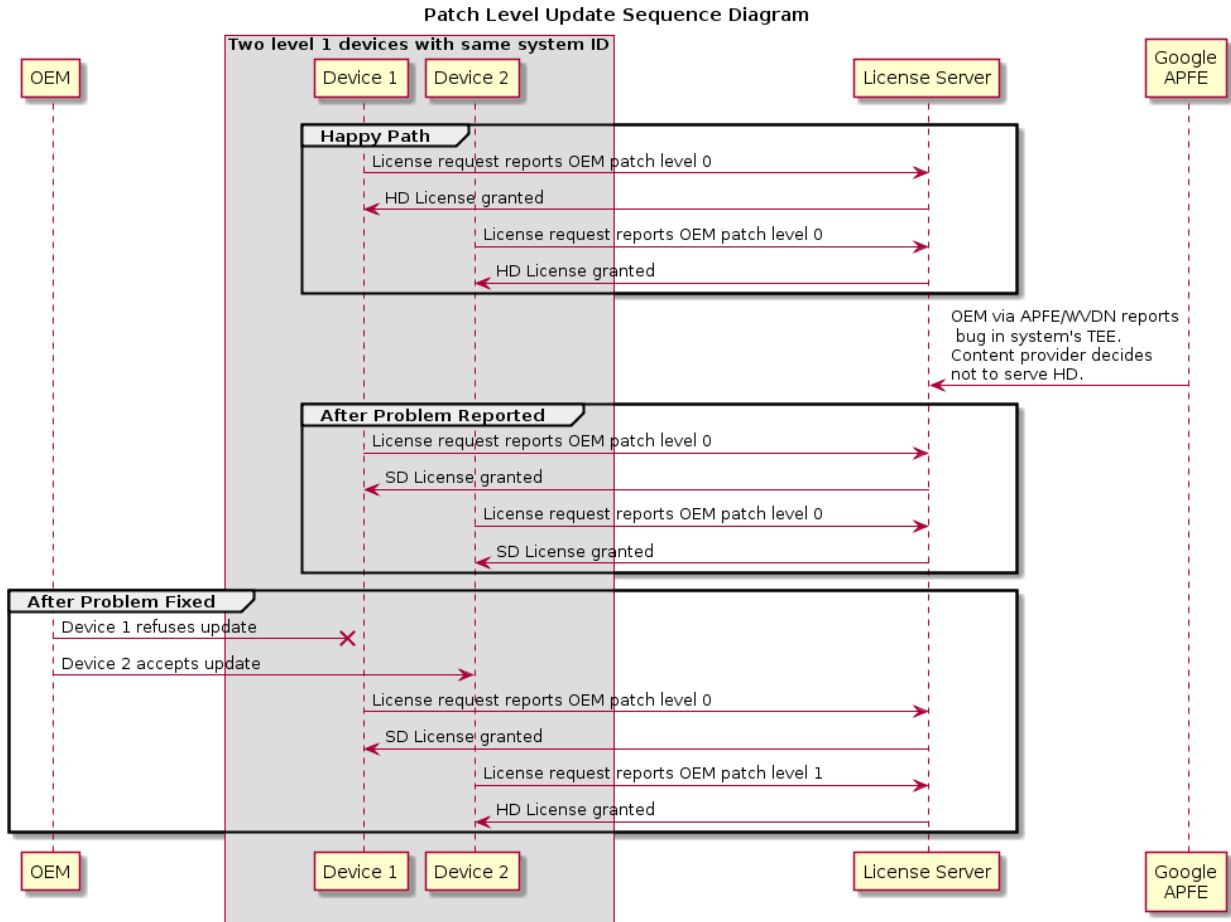 Patch Level Update Sequence Diagram
Two level 1 devices with same system ID
OEM
Device 1
Device 2
License Server
Google
APFE
Happy Path
License request reports OEM patch level 0
HD License granted
License request reports OEM patch level 0
HD License granted
OEM via APFE/WVDN reports
bug in system's TEE.
Content provider decides
not to serve HD.
After Problem Reported
License request reports OEM patch level 0
SD License granted
License request reports OEM patch level 0
SD License granted
After Problem Fixed
Device 1 refuses update
Device 2 accepts update
License request reports OEM patch level 0
SD License granted
License request reports OEM patch level 1
HD License granted
OEM
Device 1
Device 2
License Server
Google
APFE